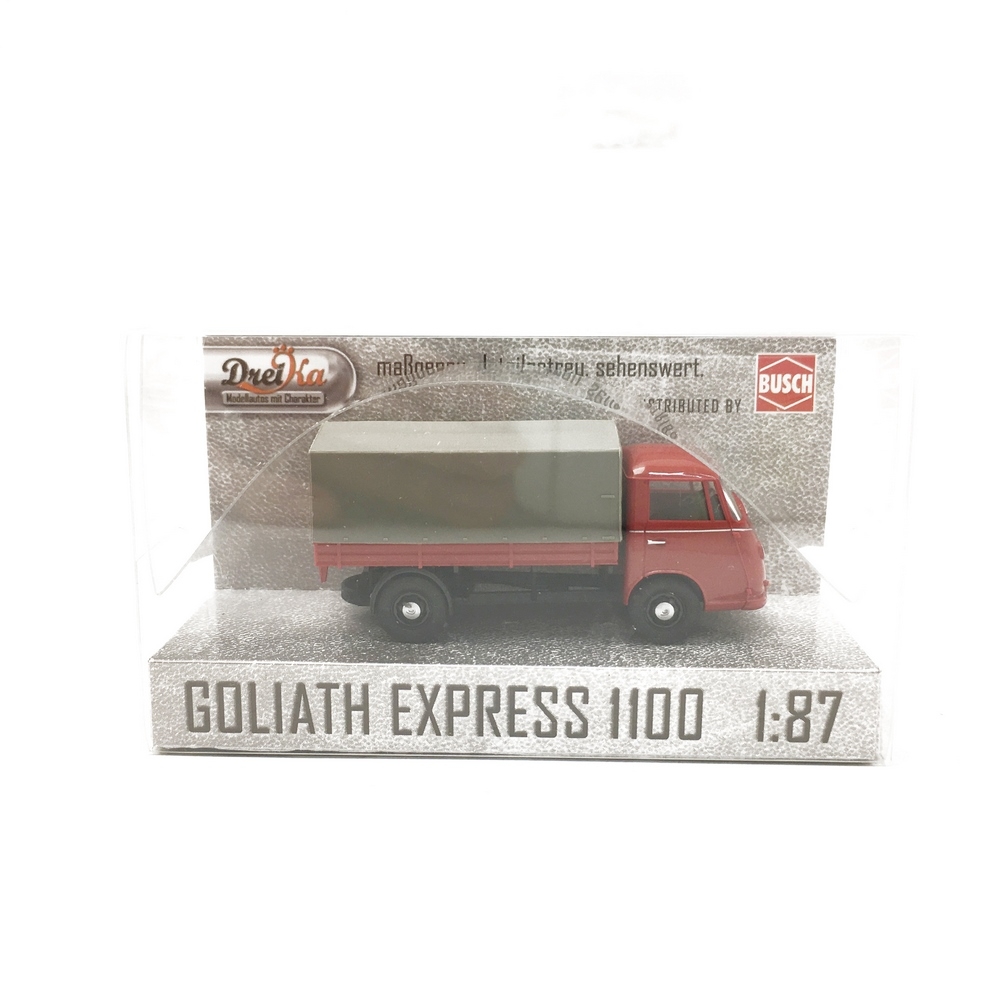 DreiKa
Modellautos mit Charakter
sehenswert.
DISTRIBUTED BY
BUSCH
GOLIATH EXPRESS 1100 1:87